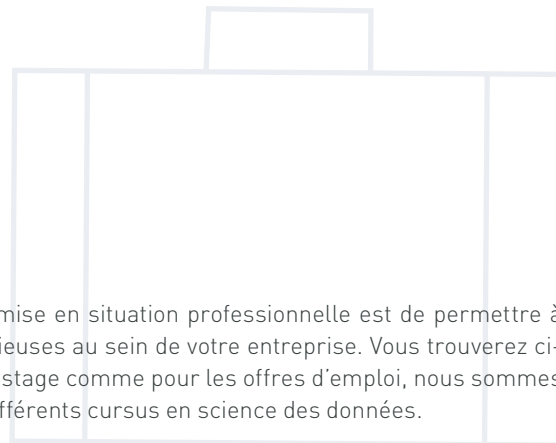 mise en situation professionnelle est de permettre à
ieuses au sein de votre entreprise. Vous trouverez ci-
stage comme pour les offres d'emploi, nous sommes
fférents cursus en science des données.